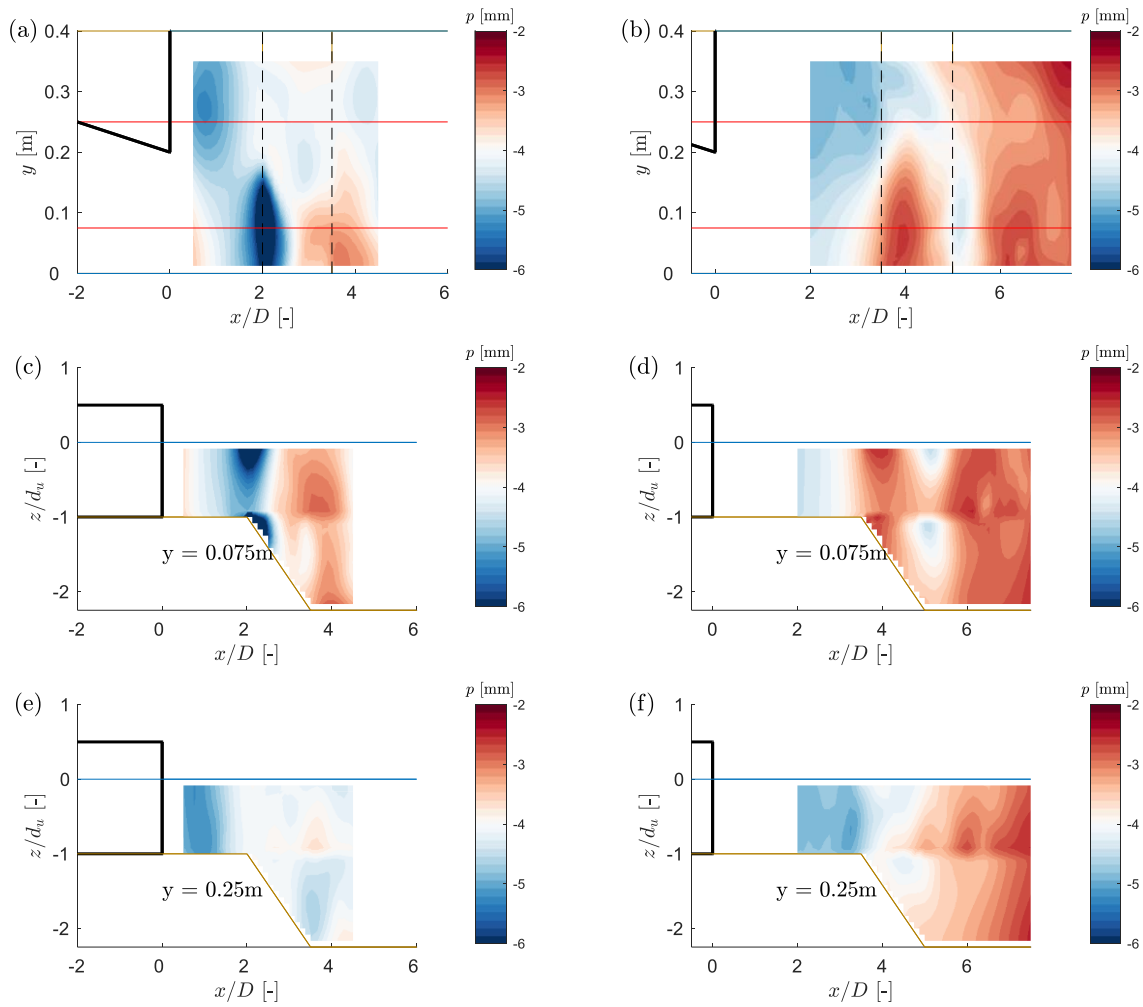 (a)
p [mm]
0.4
0.3
0.2
0.1
0
y [m]
-2
0
2
4
6
x/D [-]
-2
-3
-4
-5
-6
(b)
p [mm]
0.4
0.3
0.2
0.1
0
y [m]
0
2
4
6
x/D [-]
-2
-3
-4
-5
-6
(c)
p [mm]
1
0
-1
-2
z/d_u [-]
y = 0.075m
-2
0
2
4
6
x/D [-]
-2
-3
-4
-5
-6
(d)
p [mm]
1
0
-1
-2
z/d_u [-]
y = 0.075m
0
2
4
6
x/D [-]
-2
-3
-4
-5
-6
(e)
p [mm]
1
0
-1
-2
z/d_u [-]
y = 0.25m
-2
0
2
4
6
x/D [-]
-2
-3
-4
-5
-6
(f)
p [mm]
1
0
-1
-2
z/d_u [-]
y = 0.25m
0
2
4
6
x/D [-]
-2
-3
-4
-5
-6